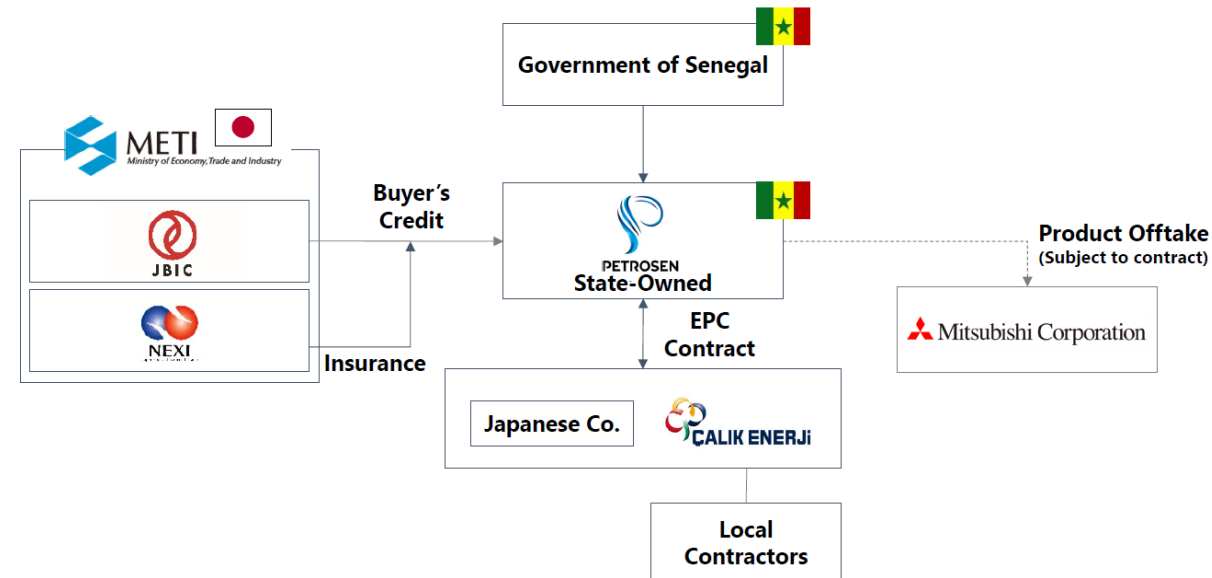 Government of Senegal
METI
Ministry of Economy, Trade and Industry
JBIC
NEXI
Buyer's
Credit
Insurance
PETROSEN
State-Owned
EPC
Contract
Japanese Co.
ÇALIK ENERJi
Local
Contractors
Product Offtake
(Subject to contract)
Mitsubishi Corporation